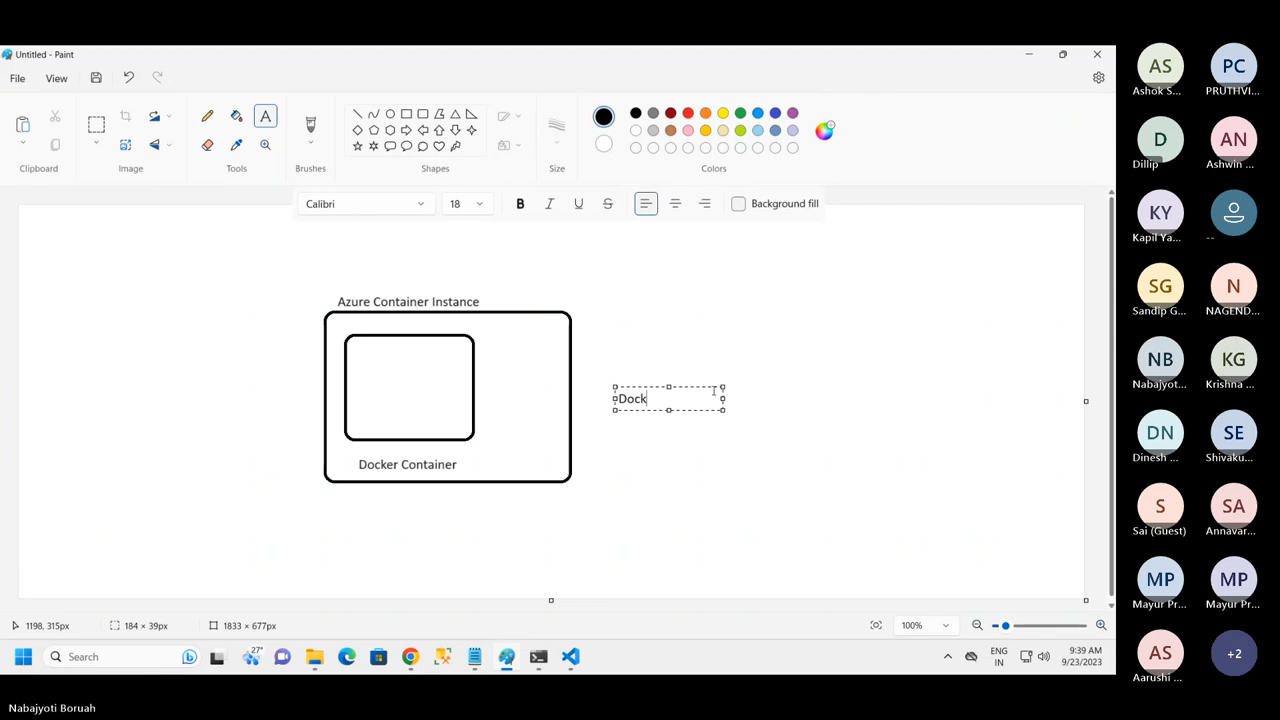 Untitled - Paint
File
View
Clipboard
Image
Tools
Brushes
Shapes
Size
Colors
A
Calibri
18
B
I
U
S
Background fill
Azure Container Instance
Dock
Docker Container
1198, 315px
184 × 39px
1833 × 677px
100%
Search
27°
ENG
IN
9:39 AM
9/23/2023
AS
Ashok S...
PC
PRUTHVI...
D
Dillip
AN
Ashwin ...
KY
Kapil Ya...
--
SG
Sandip G...
N
NAGEND...
NB
Nabajyot...
KG
Krishna ...
DN
Dinesh ...
SE
Shivaku...
S
Sai (Guest)
SA
Annavar...
MP
Mayur Pr...
MP
Mayur Pr...
AS
Aarushi ...
+2
Nabajyoti Boruah